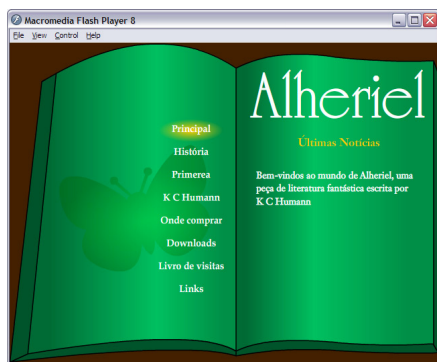 Macromedia Flash Player 8
File View Control Help
Principal
História
Primerea
K C Humann
Onde comprar
Downloads
Livro de visitas
Links
Alheriel
Últimas Notícias
Bem-vindos ao mundo de Alheriel, uma
peça de literatura fantástica escrita por
K C Humann